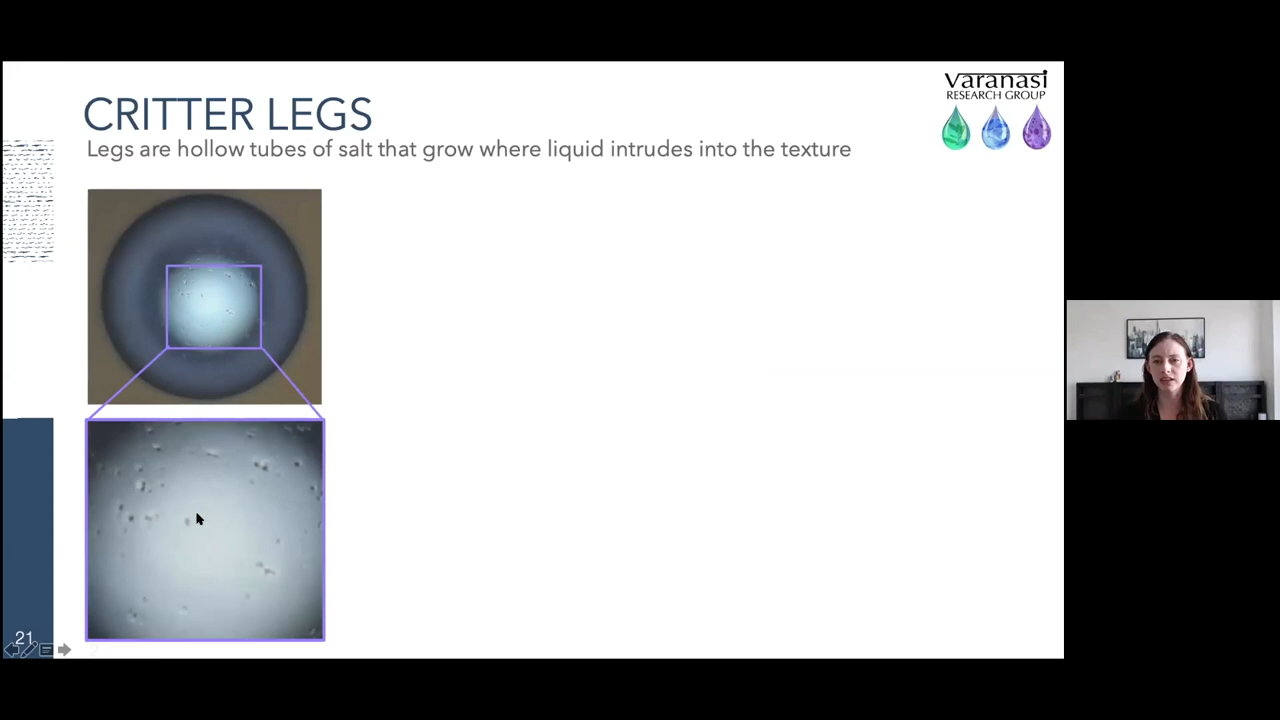 CRITTER LEGS
Legs are hollow tubes of salt that grow where liquid intrudes into the texture
varanasi
RESEARCH GROUP
21